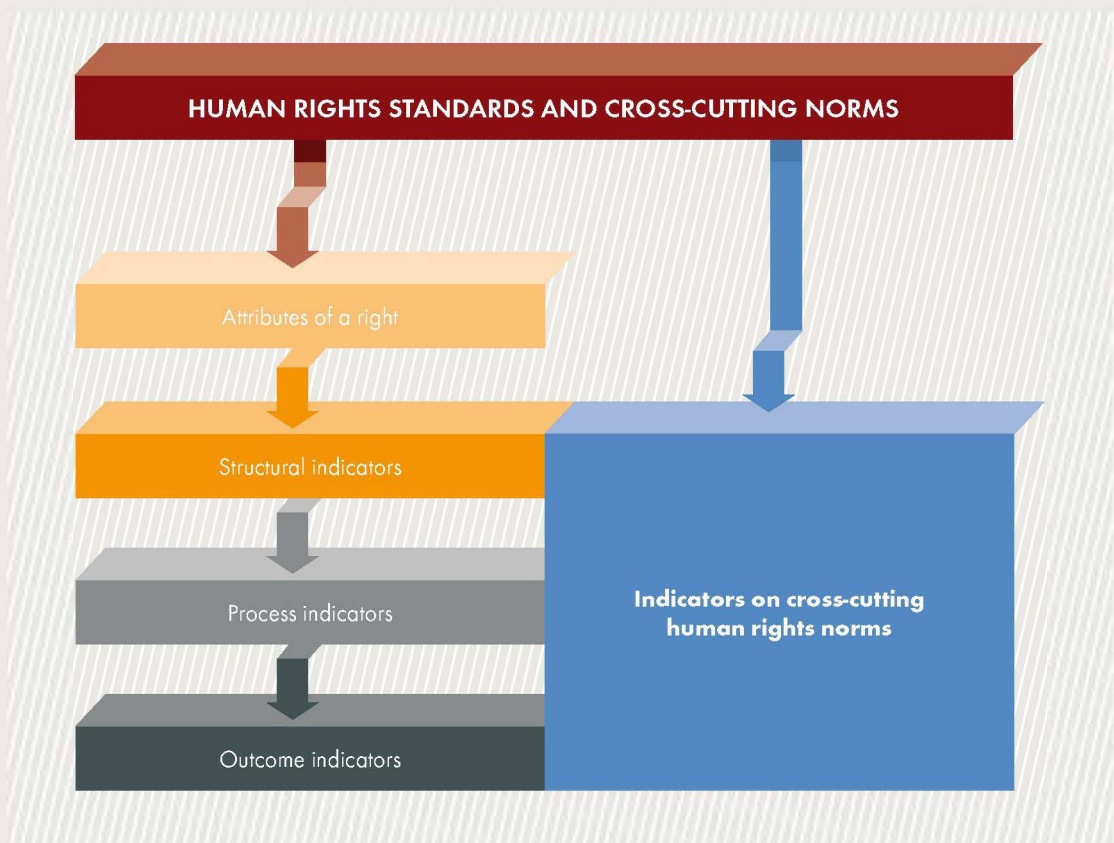 HUMAN RIGHTS STANDARDS AND CROSS-CUTTING NORMS
Attributes of a right
Structural indicators
Process indicators
Outcome indicators
Indicators on cross-cutting
human rights norms